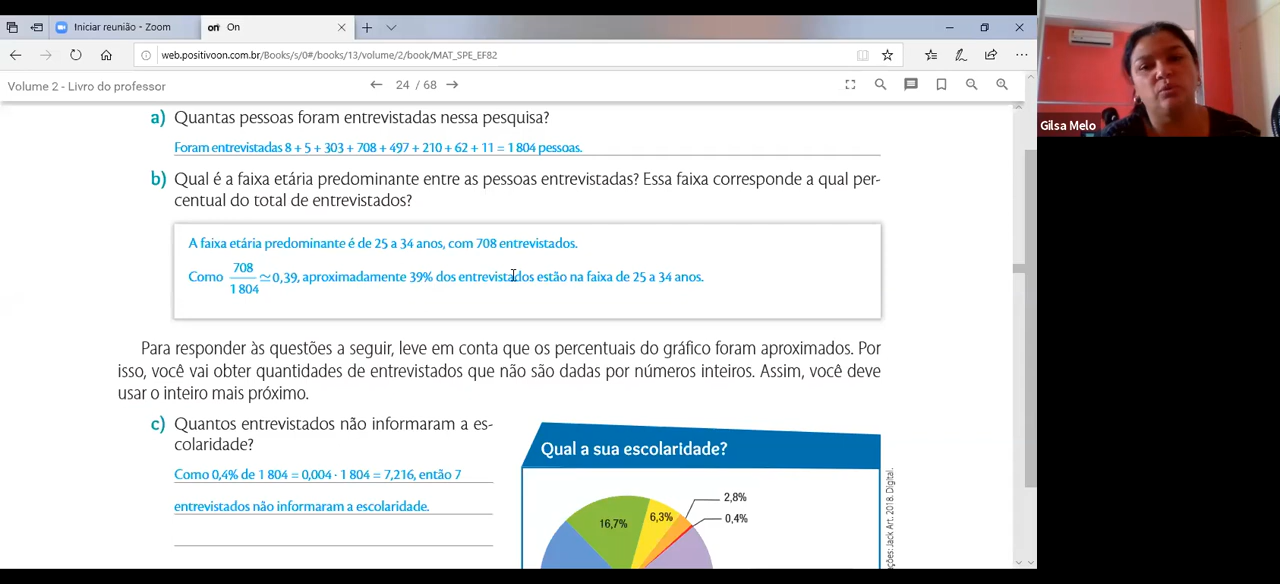 Iniciar reunião - Zoom
On
web.positivoon.com.br/Books/s/0#/books/13/volume/2/book/MAT_SPE_EF82
Volume 2 - Livro do professor
24 / 68
Gilsa Melo
a) Quantas pessoas foram entrevistadas nessa pesquisa?
Foram entrevistadas 8 + 5 + 303 + 708 + 497 + 210 + 62 + 11 = 1 804 pessoas.
b) Qual é a faixa etária predominante entre as pessoas entrevistadas? Essa faixa corresponde a qual per-
centual do total de entrevistados?
A faixa etária predominante é de 25 a 34 anos, com 708 entrevistados.
Como 708/1 804 ≃ 0,39, aproximadamente 39% dos entrevistados estão na faixa de 25 a 34 anos.
Para responder às questões a seguir, leve em conta que os percentuais do gráfico foram aproximados. Por
isso, você vai obter quantidades de entrevistados que não são dadas por números inteiros. Assim, você deve
usar o inteiro mais próximo.
c) Quantos entrevistados não informaram a es-
colaridade?
Como 0,4% de 1 804 = 0,004 · 1 804 = 7,216, então 7
entrevistados não informaram a escolaridade.
Qual a sua escolaridade?
2,8%
16,7%
6,3%
0,4%
ações: Jack Art. 2018. Digital.